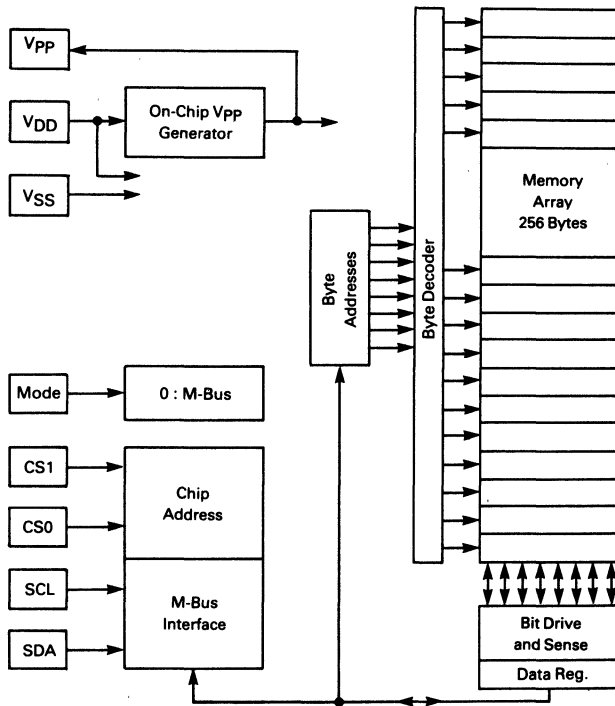 VPP
VDD
On-Chip VPP
Generator
VSS
Memory
Array
256 Bytes
Byte
Addresses
Byte Decoder
Mode
0 : M-Bus
CS1
Chip
Address
CS0
SCL
M-Bus
Interface
SDA
Bit Drive
and Sense
Data Reg.